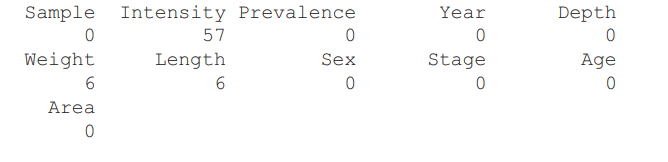 Sample Intensity Prevalence Year Depth
0 57 0 0 0
Weight Length Sex Stage Age
6 6 0 0 0
Area
0